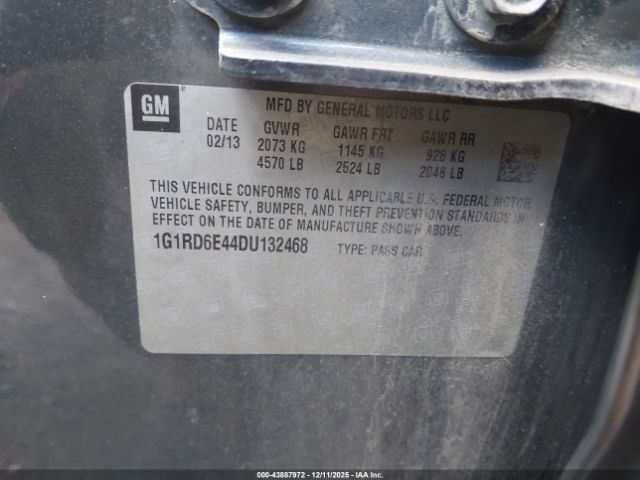 GM
MFD BY GENERAL MOTORS LLC
DATE GVWR GAWR FRT GAWR RR
02/13 2073 KG 1145 KG 928 KG
4570 LB 2524 LB 2046 LB
THIS VEHICLE CONFORMS TO ALL APPLICABLE U.S. FEDERAL MOTOR
VEHICLE SAFETY, BUMPER, AND THEFT PREVENTION STANDARDS IN
EFFECT ON THE DATE OF MANUFACTURE SHOWN ABOVE.
1G1RD6E44DU132468 TYPE: PASS CAR
000-43887972 - 12/11/2025 - IAAI.com